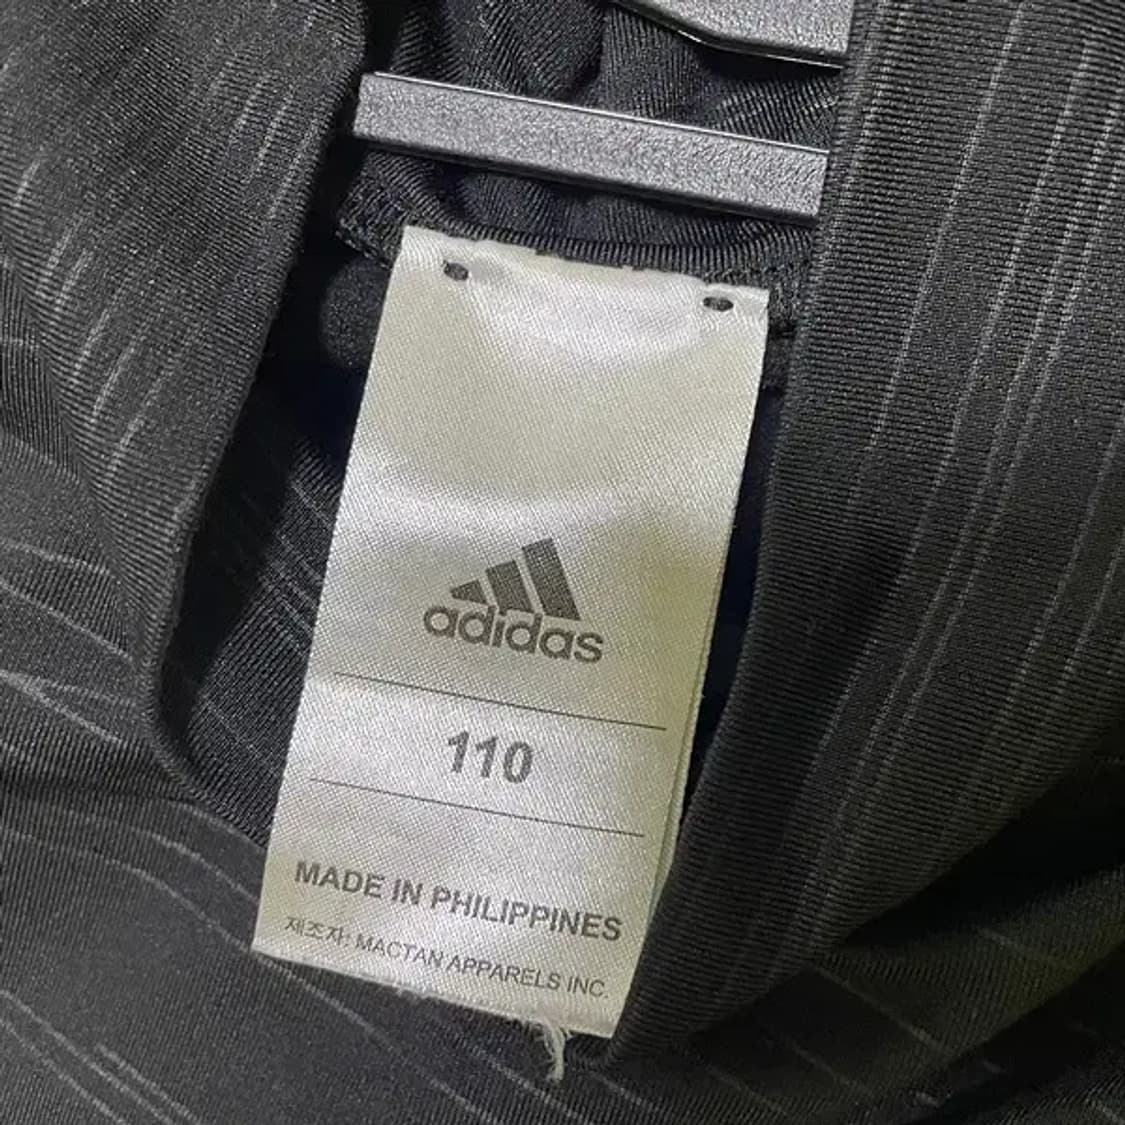 adidas
110
MADE IN PHILIPPINES
제조자: MACTAN APPARELS INC.